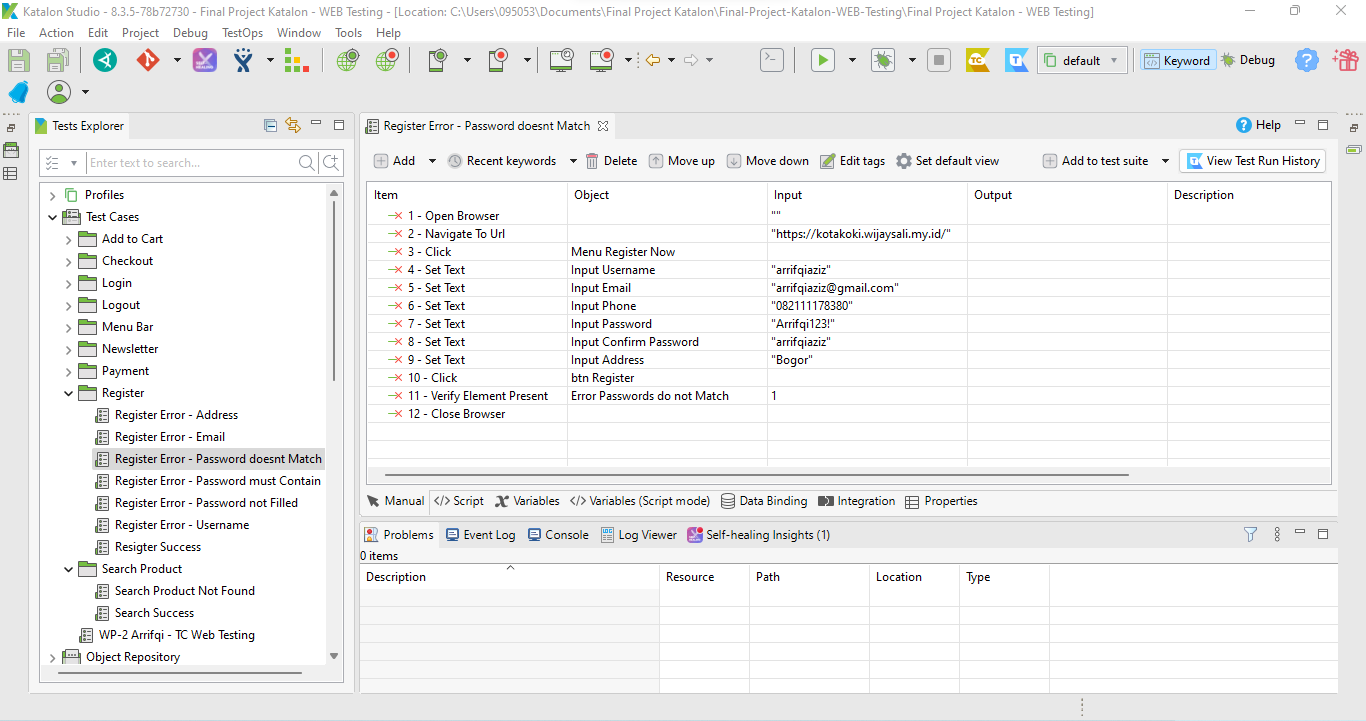 Katalon Studio - 8.3.5-78b72730 - Final Project Katalon - WEB Testing - [Location: C:\Users\095053\Documents\Final Project Katalon\Final-Project-Katalon-WEB-Testing\Final Project Katalon - WEB Testing]
File Action Edit Project Debug TestOps Window Tools Help
default Keyword Debug
Tests Explorer
Enter text to search...
Profiles
Test Cases
Add to Cart
Checkout
Login
Logout
Menu Bar
Newsletter
Payment
Register
Register Error - Address
Register Error - Email
Register Error - Password doesnt Match
Register Error - Password must Contain
Register Error - Password not Filled
Register Error - Username
Resigter Success
Search Product
Search Product Not Found
Search Success
WP-2 Arrifqi - TC Web Testing
Object Repository
Register Error - Password doesnt Match
Help
Add Recent keywords Delete Move up Move down Edit tags Set default view Add to test suite View Test Run History
Item Object Input Output Description
1 - Open Browser ""
2 - Navigate To Url "https://kotakoki.wijaysali.my.id/"
3 - Click Menu Register Now
4 - Set Text Input Username "arrifqiaziz"
5 - Set Text Input Email "arrifqiaziz@gmail.com"
6 - Set Text Input Phone "082111178380"
7 - Set Text Input Password "Arrifqi123!"
8 - Set Text Input Confirm Password "arrifqiaziz"
9 - Set Text Input Address "Bogor"
10 - Click btn Register
11 - Verify Element Present Error Passwords do not Match 1
12 - Close Browser
Manual </> Script Variables </> Variables (Script mode) Data Binding Integration Properties
Problems Event Log Console Log Viewer Self-healing Insights (1)
0 items
Description Resource Path Location Type